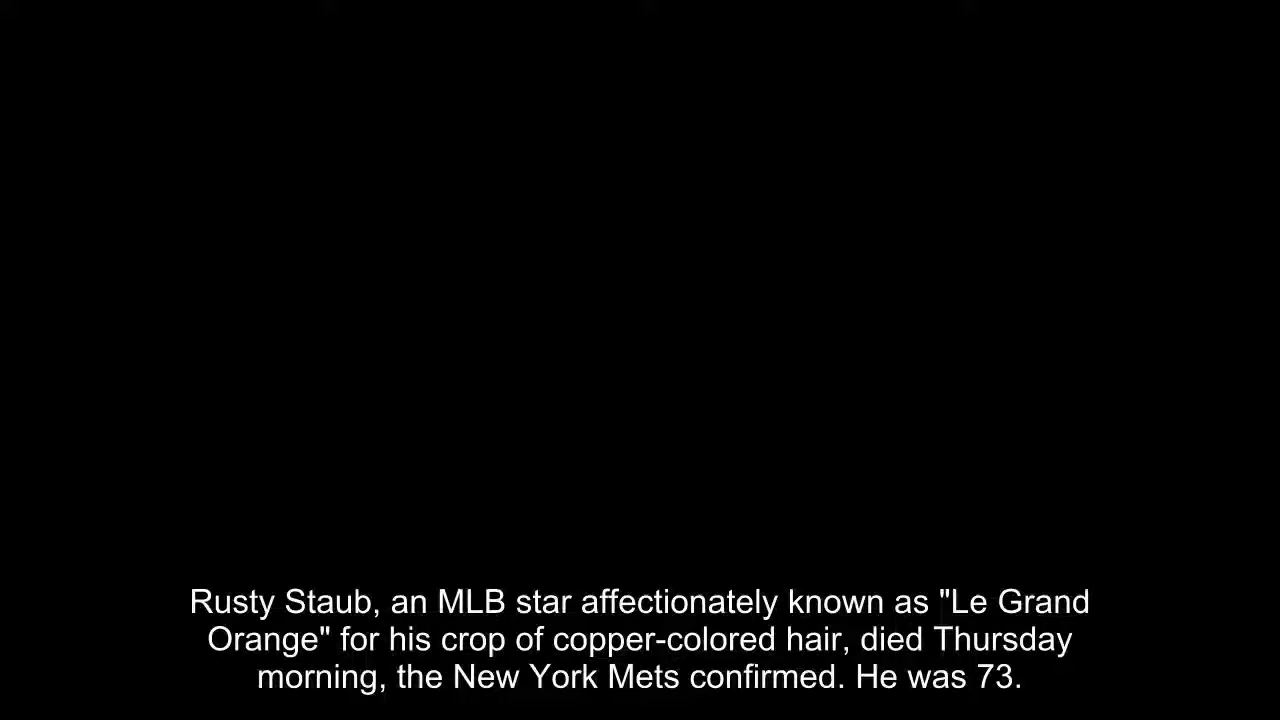 Rusty Staub, an MLB star affectionately known as "Le Grand
Orange" for his crop of copper-colored hair, died Thursday
morning, the New York Mets confirmed. He was 73.